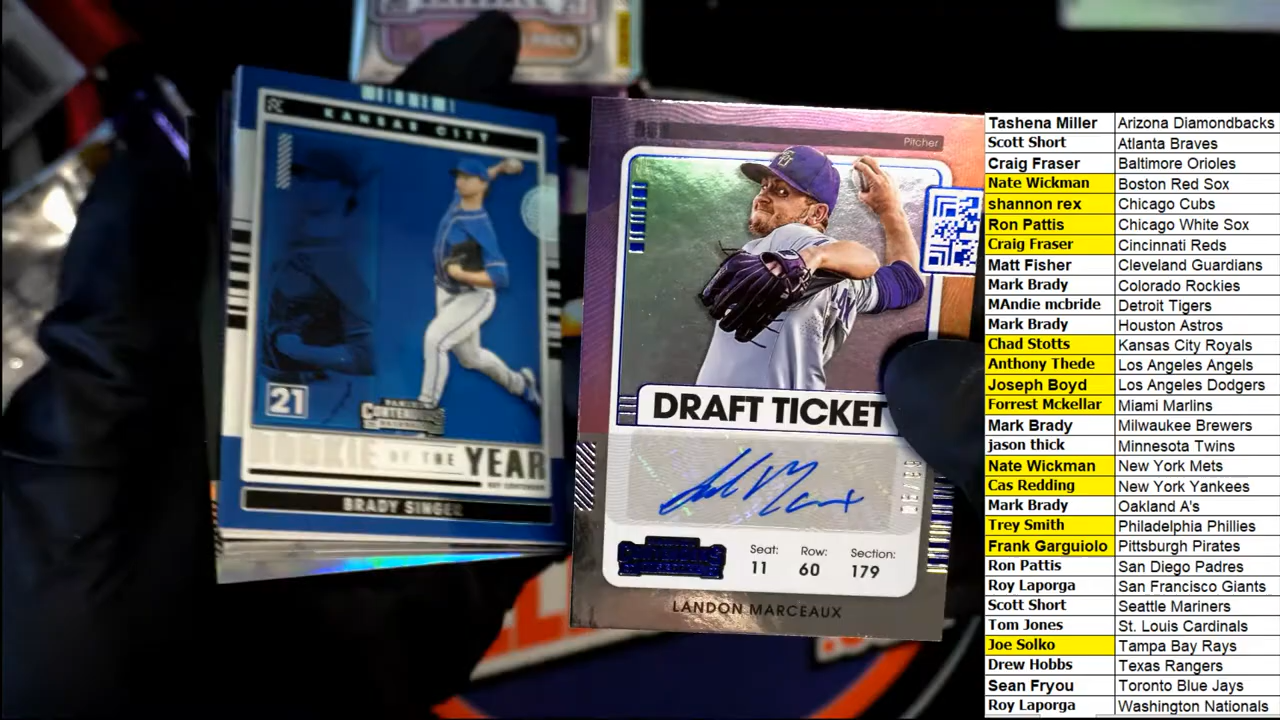 KANSAS CITY
21
PANINI
CONTENDERS
OF THE YEAR
ROY CONTENDER
BRADY SINGER
Pitcher
DRAFT TICKET
Seat: Row: Section:
11 60 179
LANDON MARCEAUX
Tashena Miller Arizona Diamondbacks
Scott Short Atlanta Braves
Craig Fraser Baltimore Orioles
Nate Wickman Boston Red Sox
shannon rex Chicago Cubs
Ron Pattis Chicago White Sox
Craig Fraser Cincinnati Reds
Matt Fisher Cleveland Guardians
Mark Brady Colorado Rockies
MAndie mcbride Detroit Tigers
Mark Brady Houston Astros
Chad Stotts Kansas City Royals
Anthony Thede Los Angeles Angels
Joseph Boyd Los Angeles Dodgers
Forrest Mckellar Miami Marlins
Mark Brady Milwaukee Brewers
jason thick Minnesota Twins
Nate Wickman New York Mets
Cas Redding New York Yankees
Mark Brady Oakland A's
Trey Smith Philadelphia Phillies
Frank Garguiolo Pittsburgh Pirates
Ron Pattis San Diego Padres
Roy Laporga San Francisco Giants
Scott Short Seattle Mariners
Tom Jones St. Louis Cardinals
Joe Solko Tampa Bay Rays
Drew Hobbs Texas Rangers
Sean Fryou Toronto Blue Jays
Roy Laporga Washington Nationals